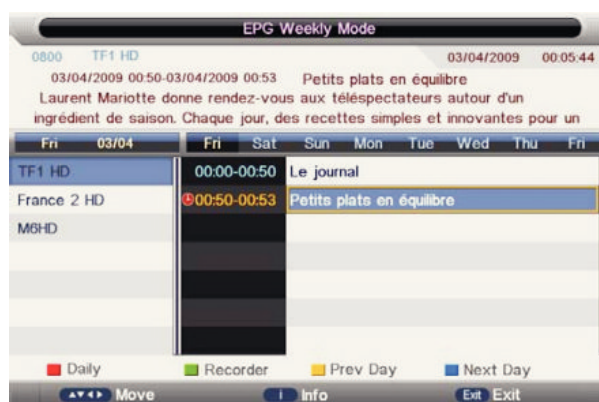 EPG Weekly Mode
0800 TF1 HD 03/04/2009 00:05:44
03/04/2009 00:50-03/04/2009 00:53 Petits plats en équilibre
Laurent Mariotte donne rendez-vous aux téléspectateurs autour d'un
ingrédient de saison. Chaque jour, des recettes simples et innovantes pour un
Fri 03/04 Fri Sat Sun Mon Tue Wed Thu Fri
TF1 HD 00:00-00:50 Le journal
France 2 HD 00:50-00:53 Petits plats en équilibre
M6HD
Daily Recorder Prev Day Next Day
Move i Info Exit Exit